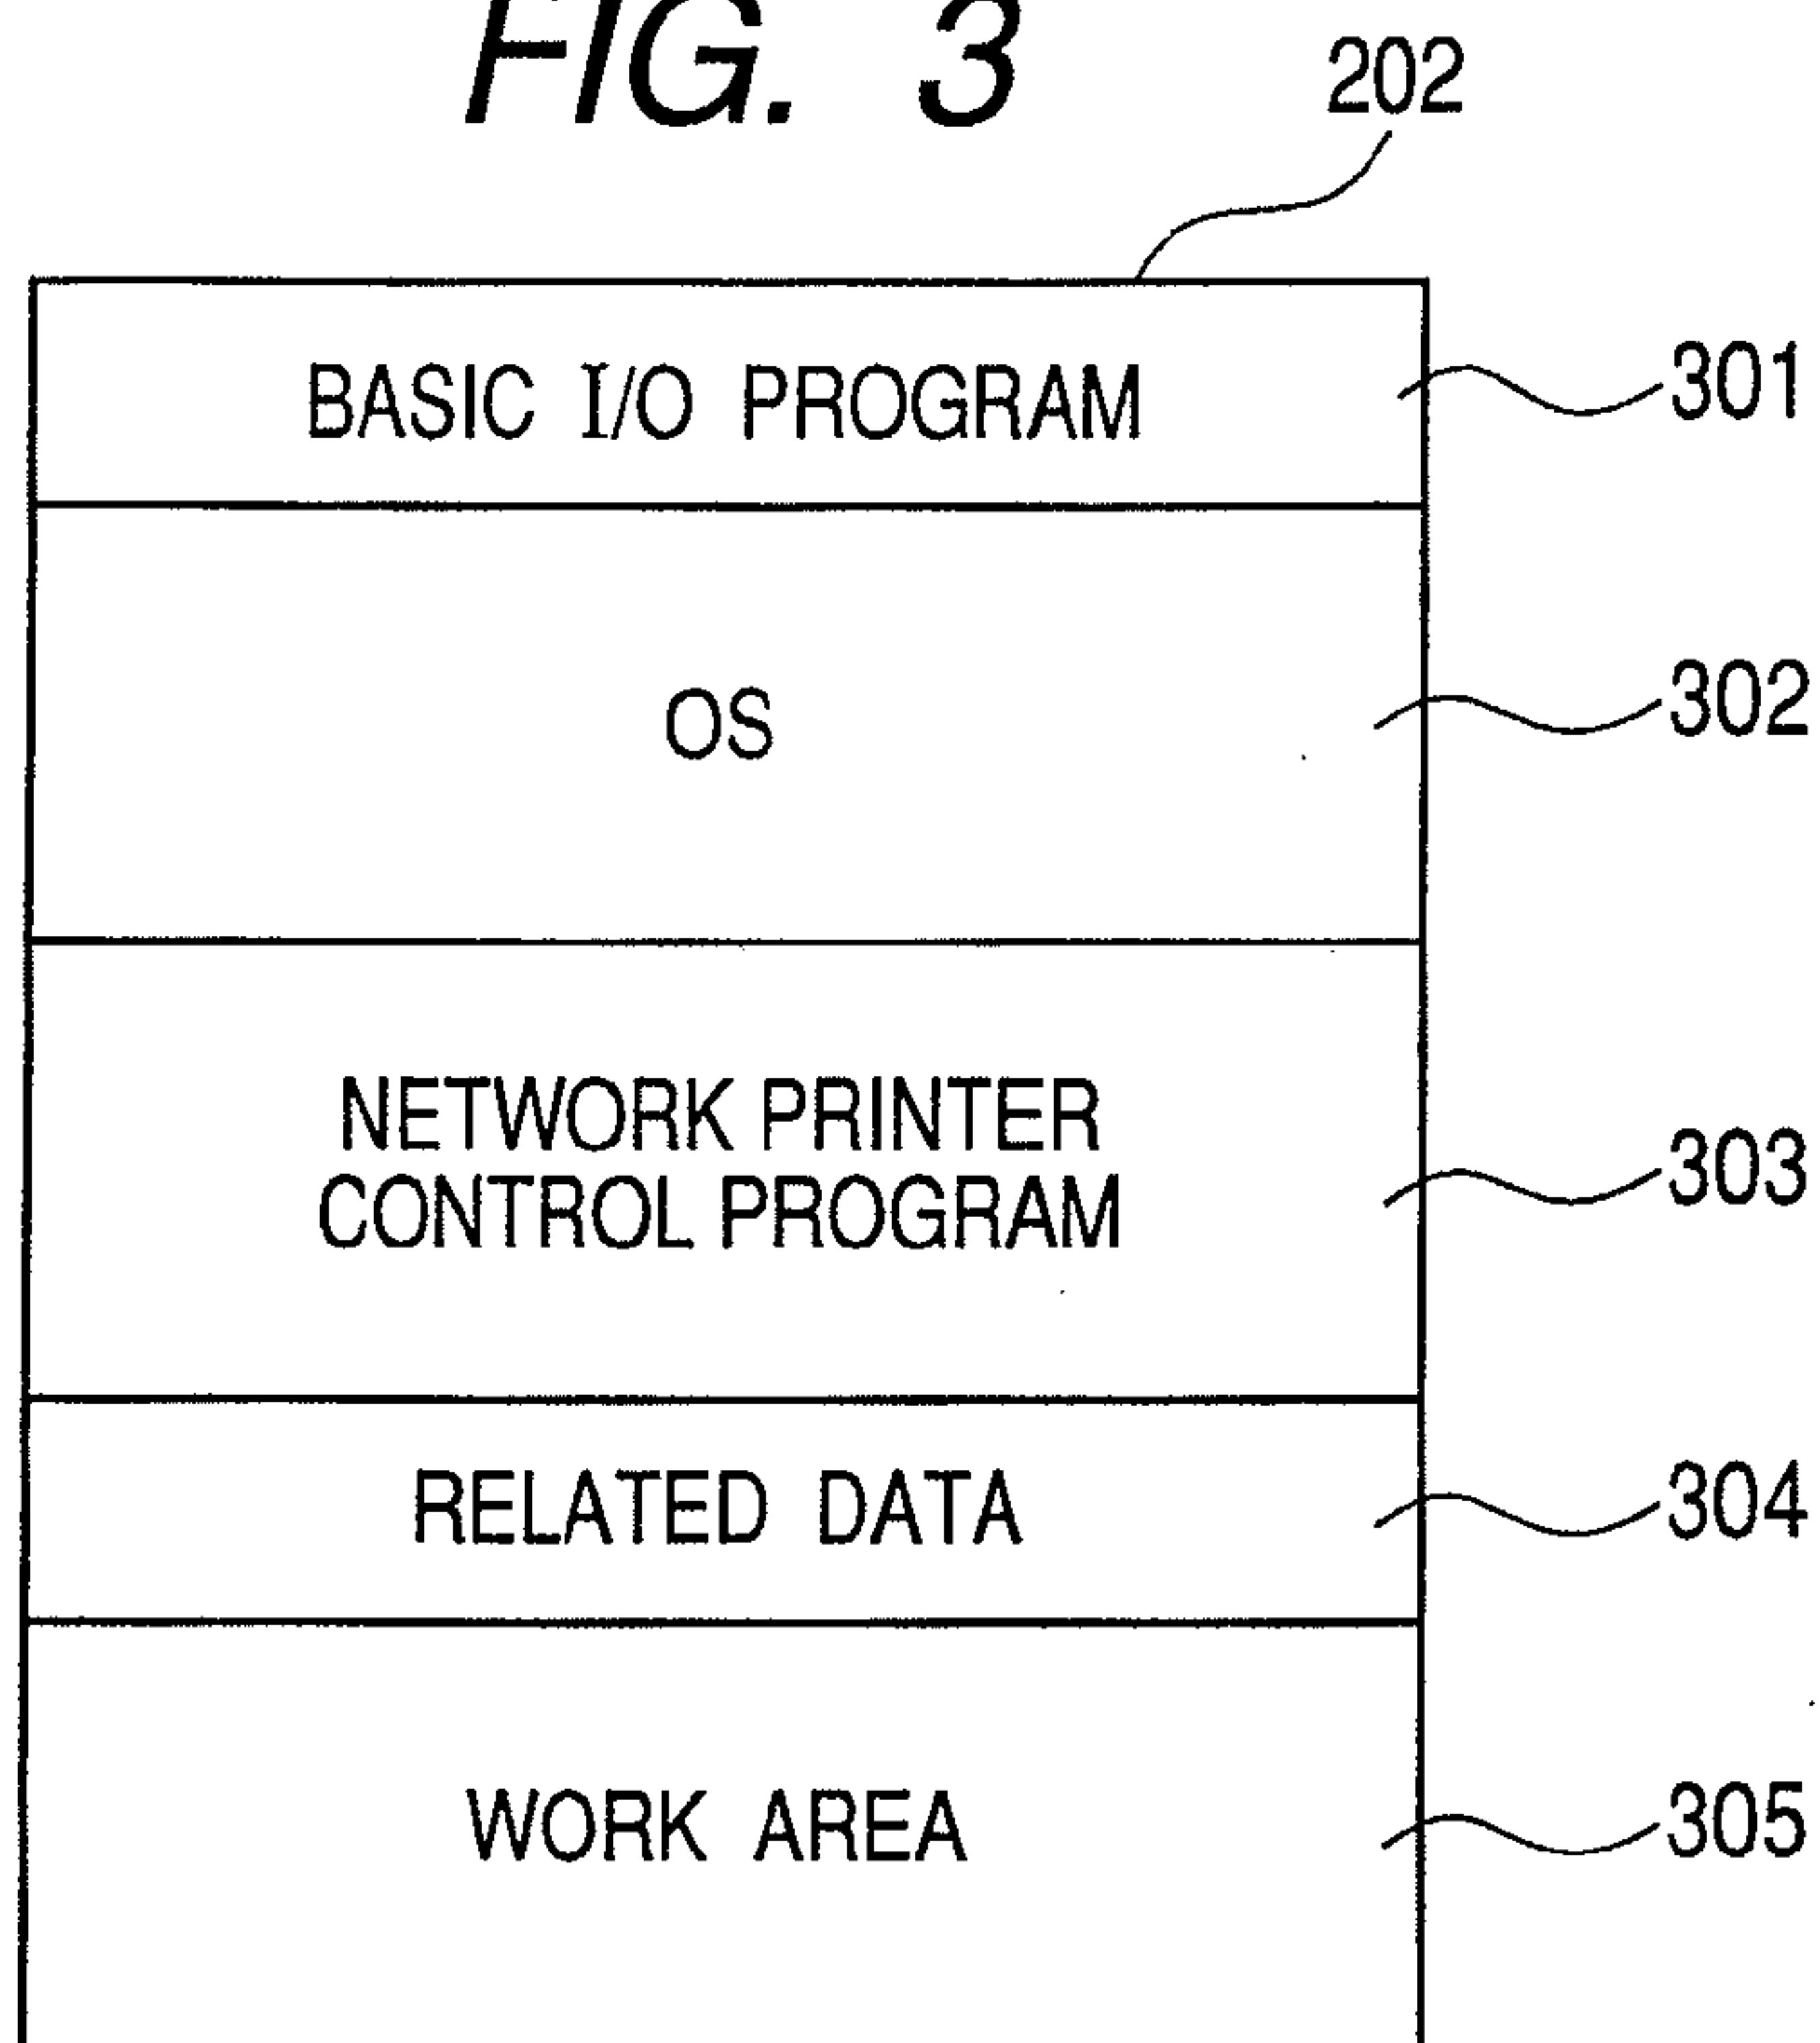 FIG. 3
202
BASIC I/O PROGRAM
301
OS
302
NETWORK PRINTER
CONTROL PROGRAM
303
RELATED DATA
304
WORK AREA
305